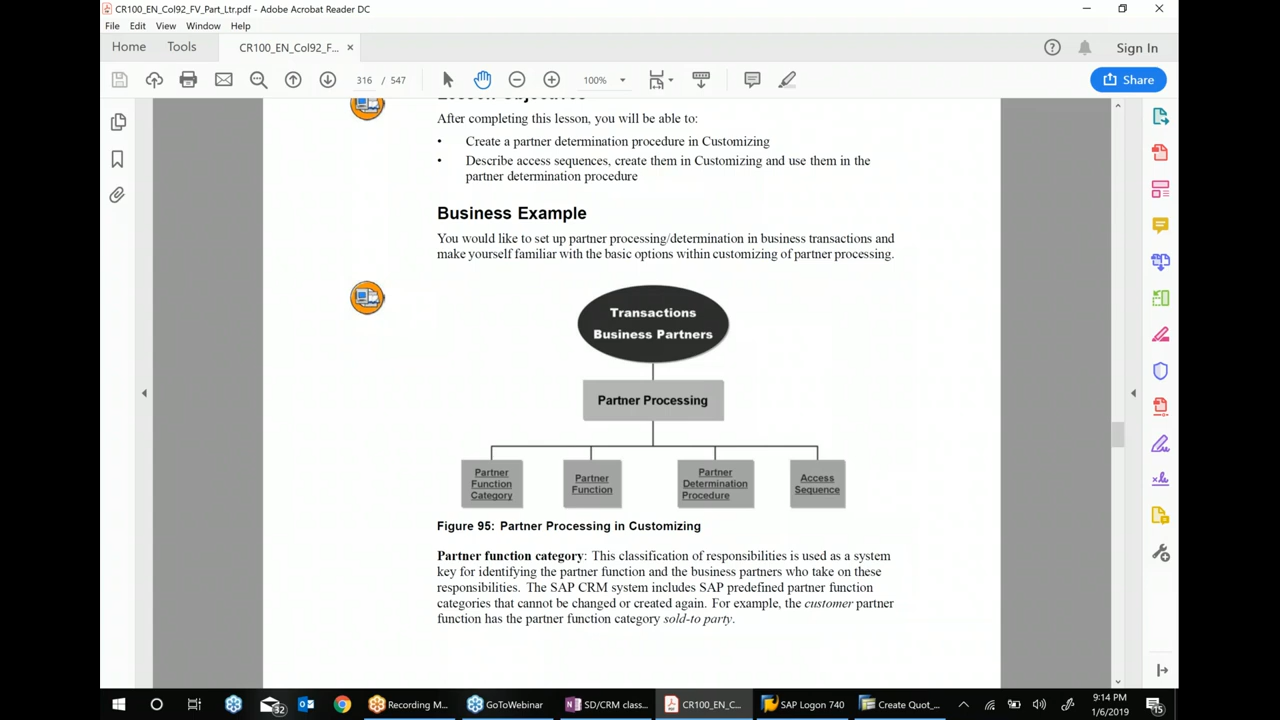 CR100_EN_Col92_FV_Part_Ltr.pdf - Adobe Acrobat Reader DC
File Edit View Window Help
Home Tools CR100_EN_Col92_F... × Sign In
316 / 547 100% Share
Lesson Objectives
After completing this lesson, you will be able to:
• Create a partner determination procedure in Customizing
• Describe access sequences, create them in Customizing and use them in the
partner determination procedure
Business Example
You would like to set up partner processing/determination in business transactions and
make yourself familiar with the basic options within customizing of partner processing.
Transactions
Business Partners
Partner Processing
Partner
Function
Category
Partner
Function
Partner
Determination
Procedure
Access
Sequence
Figure 95: Partner Processing in Customizing
Partner function category: This classification of responsibilities is used as a system
key for identifying the partner function and the business partners who take on these
responsibilities. The SAP CRM system includes SAP predefined partner function
categories that cannot be changed or created again. For example, the customer partner
function has the partner function category sold-to party.
32 Recording M... GoToWebinar SD/CRM class... CR100_EN_C... SAP Logon 740 Create Quot_...
9:14 PM
1/6/2019